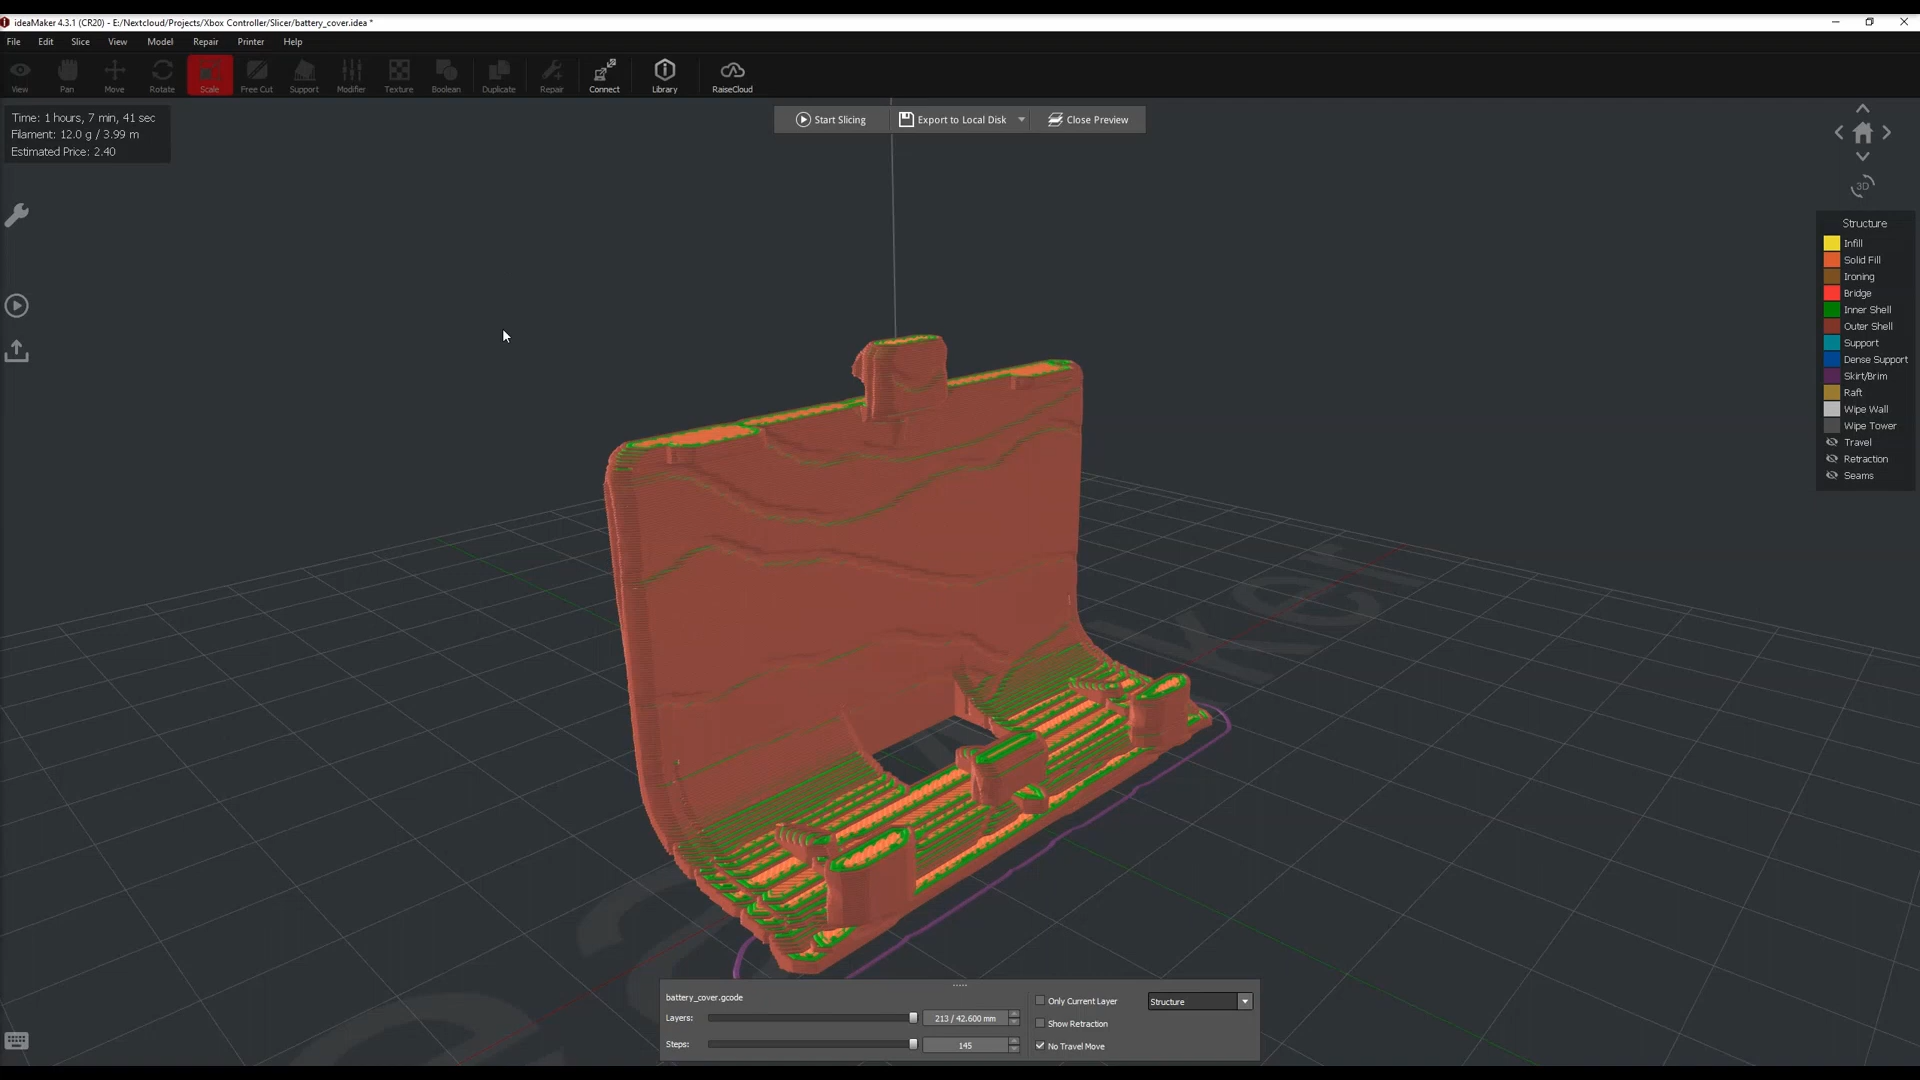 ideaMaker 4.3.1 (CR20) - E:/Nextcloud/Projects/Xbox Controller/Slicer/battery_cover.idea *
File Edit Slice View Model Repair Printer Help
View Pan Move Rotate Scale Free Cut Support Modifier Texture Boolean Duplicate Repair Connect Library RaiseCloud
Time: 1 hours, 7 min, 41 sec
Filament: 12.0 g / 3.99 m
Estimated Price: 2.40
Start Slicing Export to Local Disk Close Preview
3D
Structure
Infill
Solid Fill
Ironing
Bridge
Inner Shell
Outer Shell
Support
Dense Support
Skirt/Brim
Raft
Wipe Wall
Wipe Tower
Travel
Retraction
Seams
battery_cover.gcode
Layers: 213 / 42.600 mm
Steps: 145
Only Current Layer
Show Retraction
No Travel Move
Structure